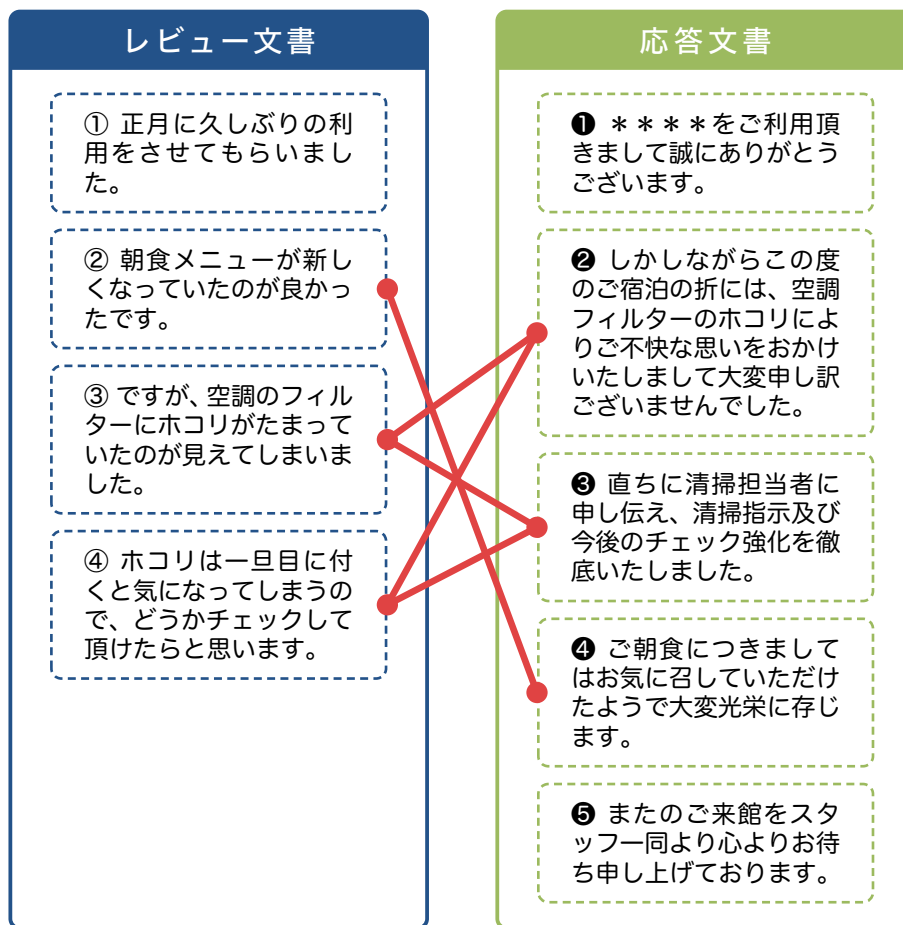 レビュー文書
① 正月に久しぶりの利
用をさせてもらいまし
た。
② 朝食メニューが新し
くなっていたのが良かっ
たです。
③ ですが、空調のフィル
ターにホコリがたまって
いたのが見えてしまいま
した。
④ ホコリは一旦目に付
くと気になってしまうの
で、どうかチェックして
頂けたらと思います。
応答文書
❶ ****をご利用頂
きまして誠にありがとう
ございます。
❷ しかしながらこの度
のご宿泊の折には、空調
フィルターのホコリによ
りご不快な思いをおかけ
いたしまして大変申し訳
ございませんでした。
❸ 直ちに清掃担当者に
申し伝え、清掃指示及び
今後のチェック強化を徹
底いたしました。
❹ ご朝食につきまして
はお気に召していただけ
たようで大変光栄に存じ
ます。
❺ またのご来館をスタ
ッフ一同より心よりお待
ち申し上げております。